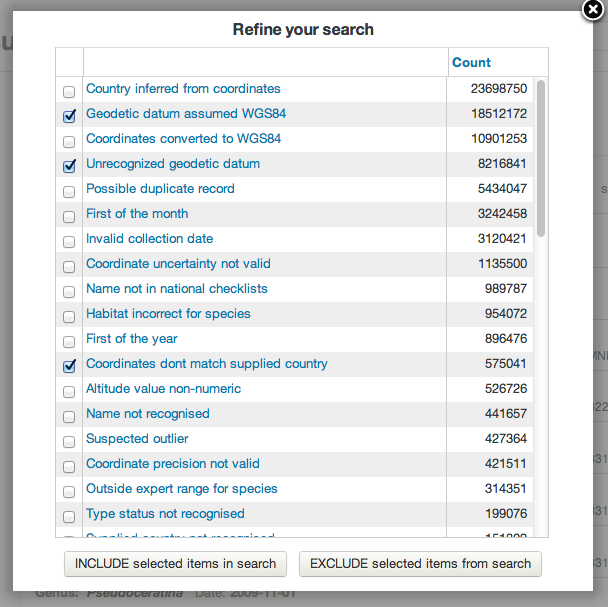 Refine your search
Count
Country inferred from coordinates 23698750
Geodetic datum assumed WGS84 18512172
Coordinates converted to WGS84 10901253
Unrecognized geodetic datum 8216841
Possible duplicate record 5434047
First of the month 3242458
Invalid collection date 3120421
Coordinate uncertainty not valid 1135500
Name not in national checklists 989787
Habitat incorrect for species 954072
First of the year 896476
Coordinates dont match supplied country 575041
Altitude value non-numeric 526726
Name not recognised 441657
Suspected outlier 427364
Coordinate precision not valid 421511
Outside expert range for species 314351
Type status not recognised 199076
Supplied country not recognised
INCLUDE selected items in search EXCLUDE selected items from search
Genus: Pseudoceratina Date: 2009-11-01